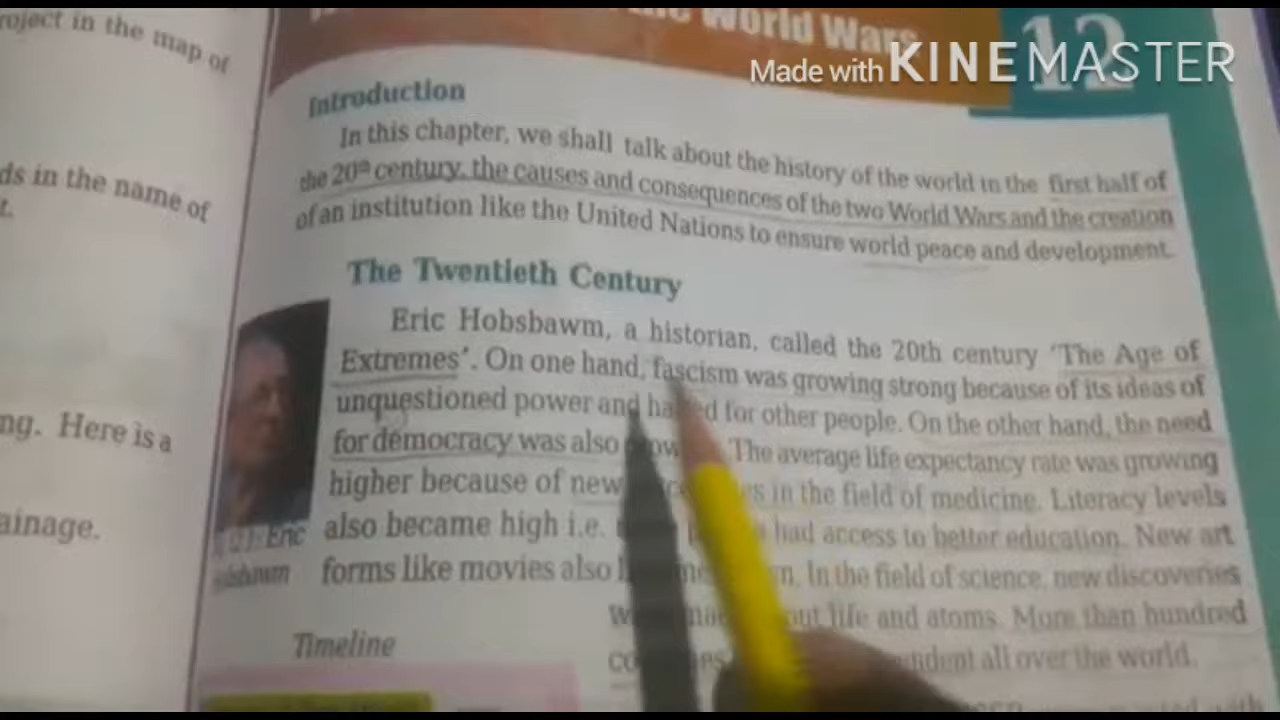 roject in the map of
ds in the name of
t.
ng. Here is a
ainage.
the World Wars
12
Made with KINEMASTER
Introduction
In this chapter, we shall talk about the history of the world in the first half of
the 20th century, the causes and consequences of the two World Wars and the creation
of an institution like the United Nations to ensure world peace and development.
The Twentieth Century
Eric Hobsbawm, a historian, called the 20th century 'The Age of
Extremes'. On one hand, fascism was growing strong because of its ideas of
unquestioned power and for other people. On the other hand, the need
for democracy was also The average life expectancy rate was growing
higher because of new in the field of medicine. Literacy levels
also became high i.e. had access to better education. New art
forms like movies also In the field of science, new discoveries
life and atoms. More than hundred
all over the world.
Eric
Timeline